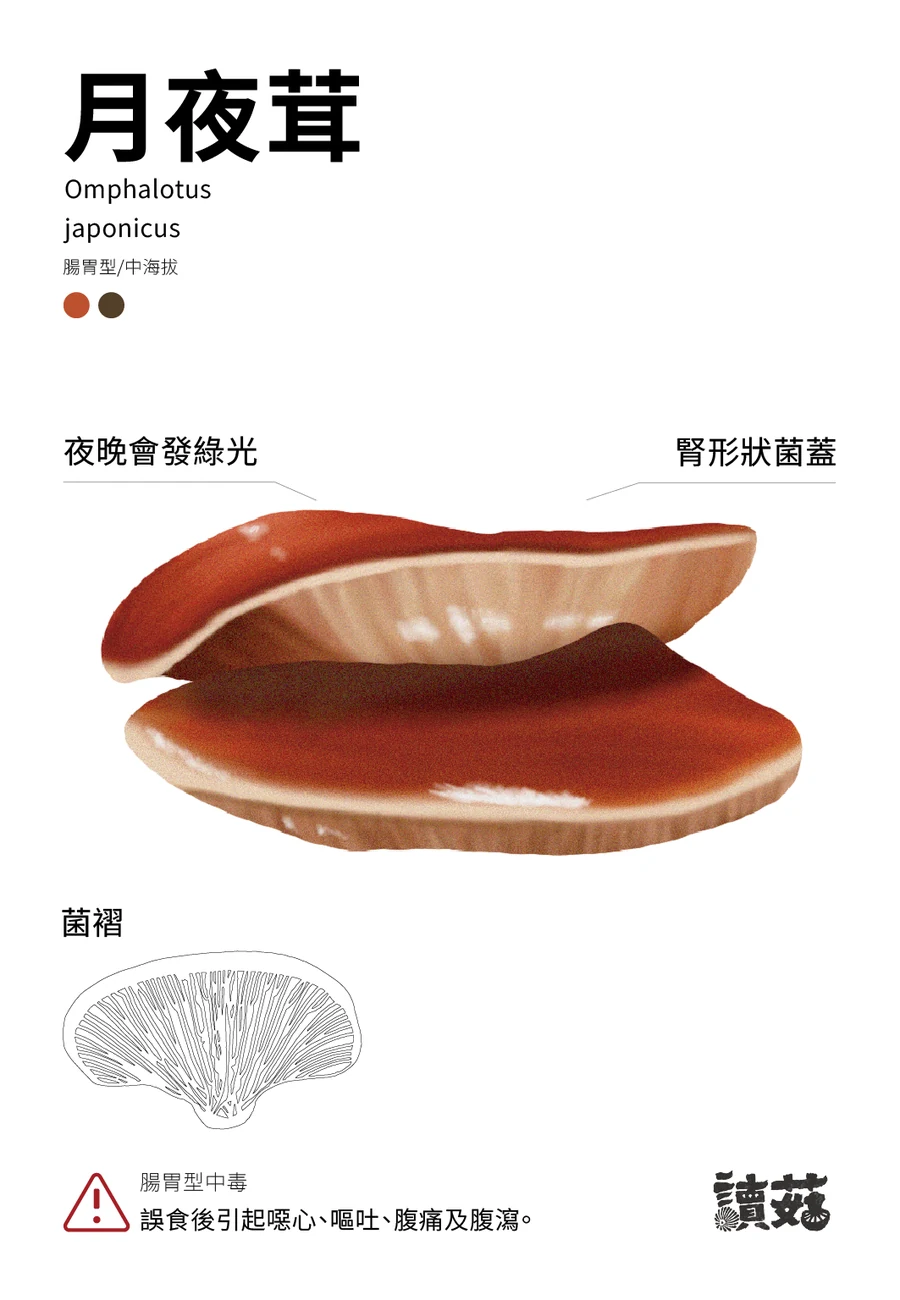 月夜茸
Omphalotus
japonicus
腸胃型/中海拔
夜晚會發綠光
腎形狀菌蓋
菌褶
腸胃型中毒
誤食後引起噁心、嘔吐、腹痛及腹瀉。
讀菇